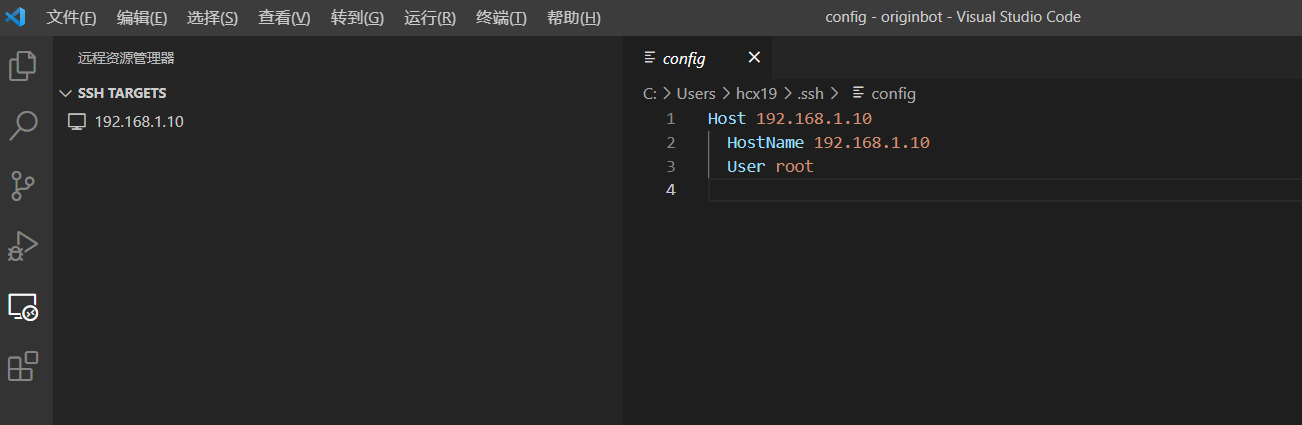 文件(F) 编辑(E) 选择(S) 查看(V) 转到(G) 运行(R) 终端(T) 帮助(H) config - originbot - Visual Studio Code
远程资源管理器
SSH TARGETS
192.168.1.10
config
C: > Users > hcx19 > .ssh > config
1 Host 192.168.1.10
2 HostName 192.168.1.10
3 User root
4